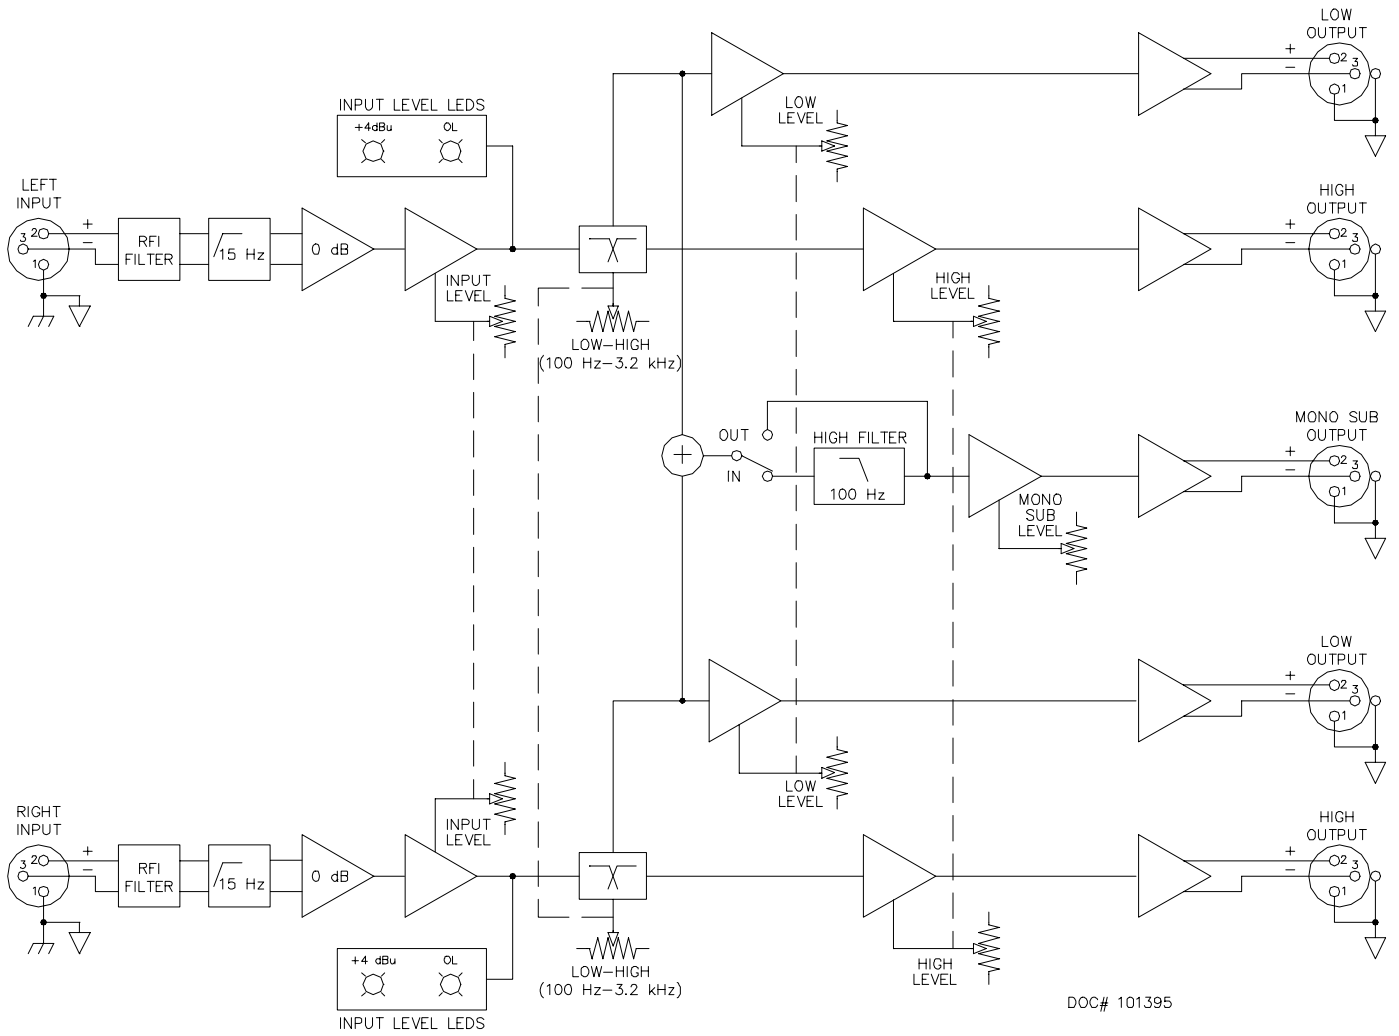 LOW
OUTPUT
+
−
2
3
1
INPUT LEVEL LEDS
+4dBu OL
LOW
LEVEL
LEFT
INPUT
3
2
1
+
−
RFI
FILTER
15 Hz
0 dB
INPUT
LEVEL
LOW−HIGH
(100 Hz−3.2 kHz)
HIGH
LEVEL
HIGH
OUTPUT
+
−
2
3
1
OUT
IN
+
HIGH FILTER
100 Hz
MONO
SUB
LEVEL
MONO SUB
OUTPUT
+
−
2
3
1
LOW
OUTPUT
+
−
2
3
1
LOW
LEVEL
RIGHT
INPUT
3
2
1
+
−
RFI
FILTER
15 Hz
0 dB
INPUT
LEVEL
LOW−HIGH
(100 Hz−3.2 kHz)
HIGH
LEVEL
HIGH
OUTPUT
+
−
2
3
1
+4 dBu OL
INPUT LEVEL LEDS
DOC# 101395